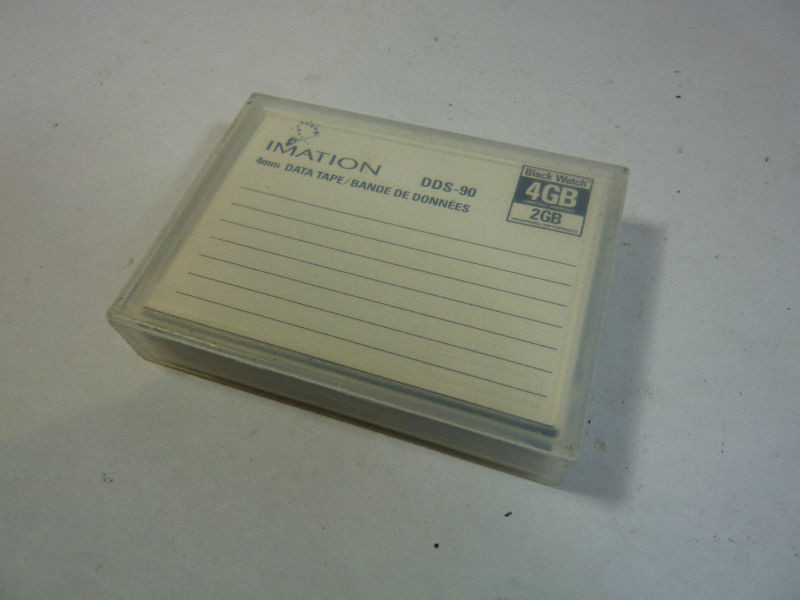 IMATION
4mm DATA TAPE/BANDE DE DONNÉES
DDS-90
Black Watch
4GB
2GB